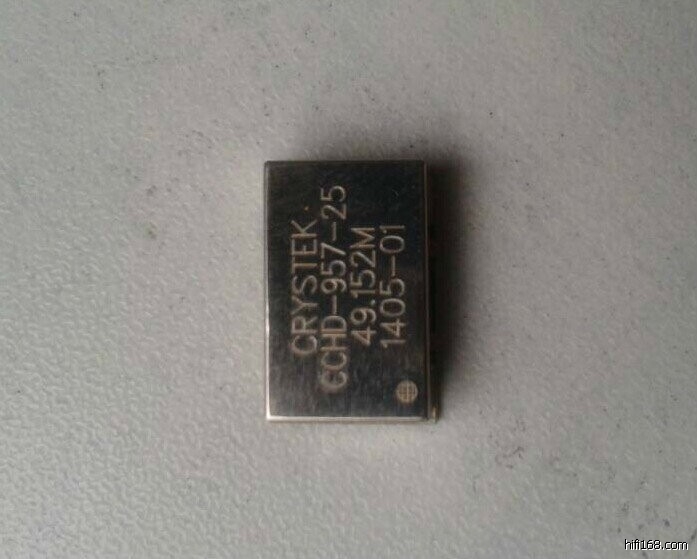 CRYSTEK
CCHD-957-25
49.152M
1405-01
hifi168.com